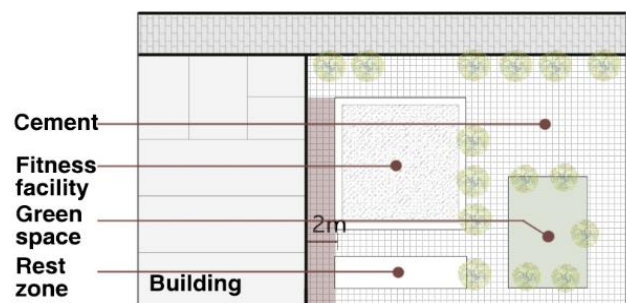 Cement
Fitness
facility
Green
space
2m
Rest
zone
Building